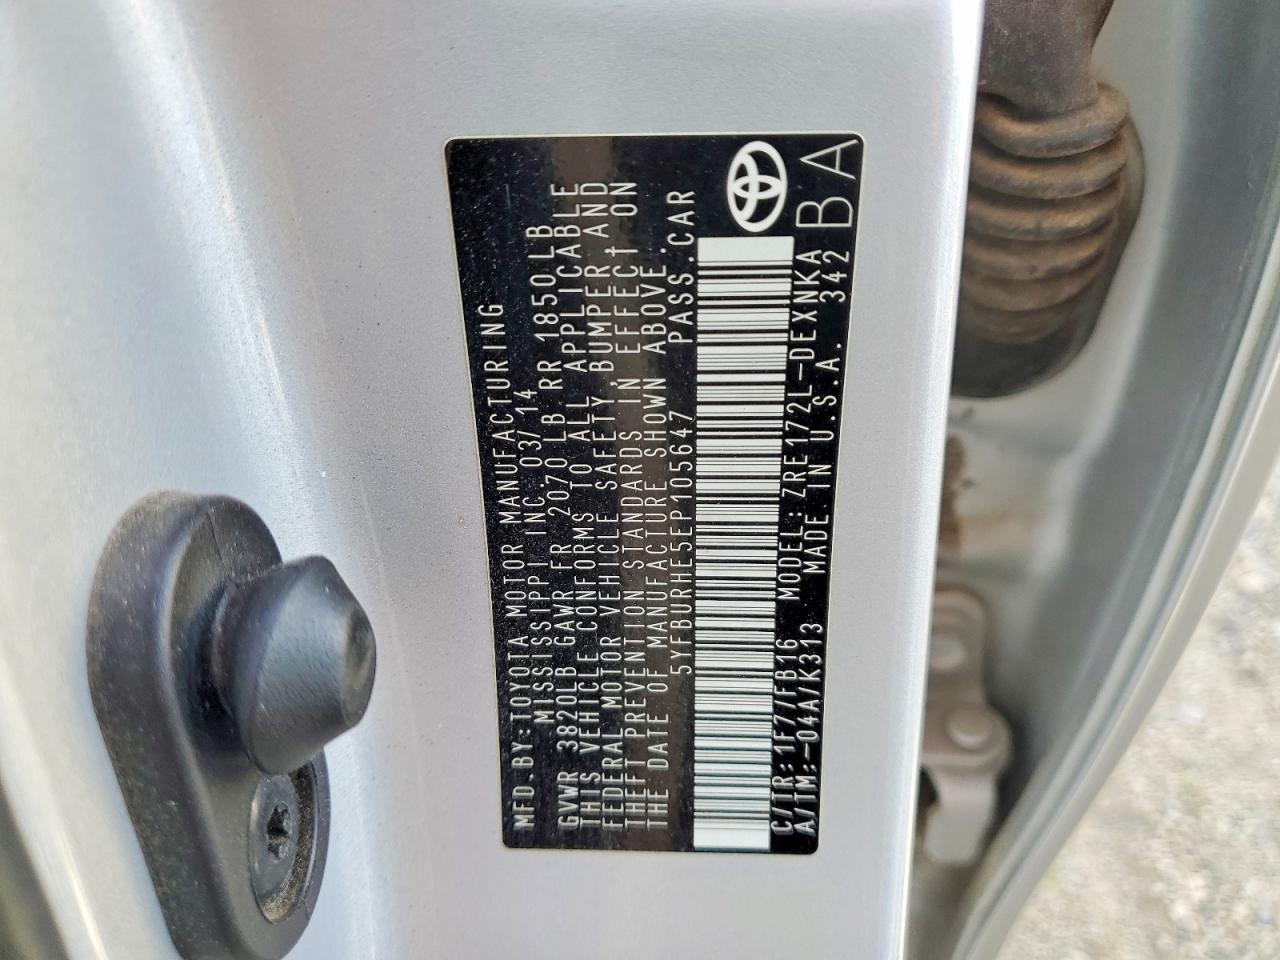 MFD.BY:TOYOTA MOTOR MANUFACTURING
MISSISSIPPI INC. 03/14
GVWR 3820LB GAWR FR 2070 LB RR 1850 LB
THIS VEHICLE CONFORMS TO ALL APPLICABLE
FEDERAL MOTOR VEHICLE SAFETY, BUMPER, AND
THEFT PREVENTION STANDARDS IN EFFECT ON
THE DATE OF MANUFACTURE SHOWN ABOVE.
5YFBURHE5EP105647 PASS.CAR
C/TR: 1F7/FB16 MODEL: ZRE172L-DEXNKA
A/TM:-04A/K313 MADE IN U.S.A. 342
BA